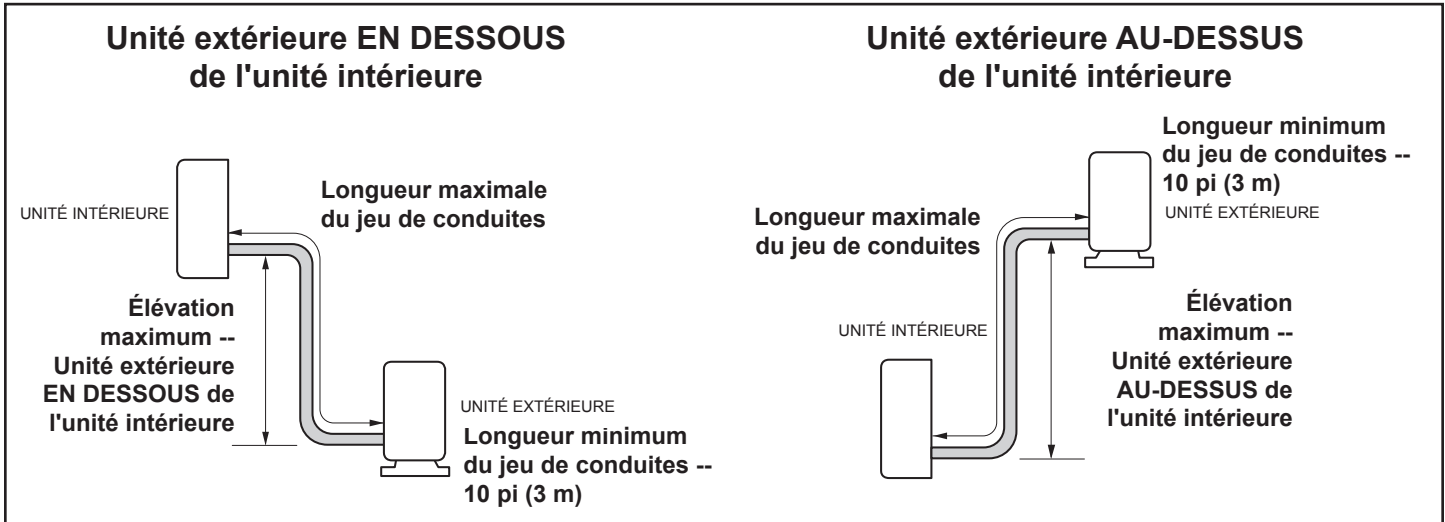 Unité extérieure EN DESSOUS
de l'unité intérieure
UNITÉ INTÉRIEURE
Longueur maximale
du jeu de conduites
Élévation
maximum --
Unité extérieure
EN DESSOUS de
l'unité intérieure
UNITÉ EXTÉRIEURE
Longueur minimum
du jeu de conduites --
10 pi (3 m)
Unité extérieure AU-DESSUS
de l'unité intérieure
Longueur minimum
du jeu de conduites --
10 pi (3 m)
UNITÉ EXTÉRIEURE
Longueur maximale
du jeu de conduites
UNITÉ INTÉRIEURE
Élévation
maximum --
Unité extérieure
AU-DESSUS de
l'unité intérieure